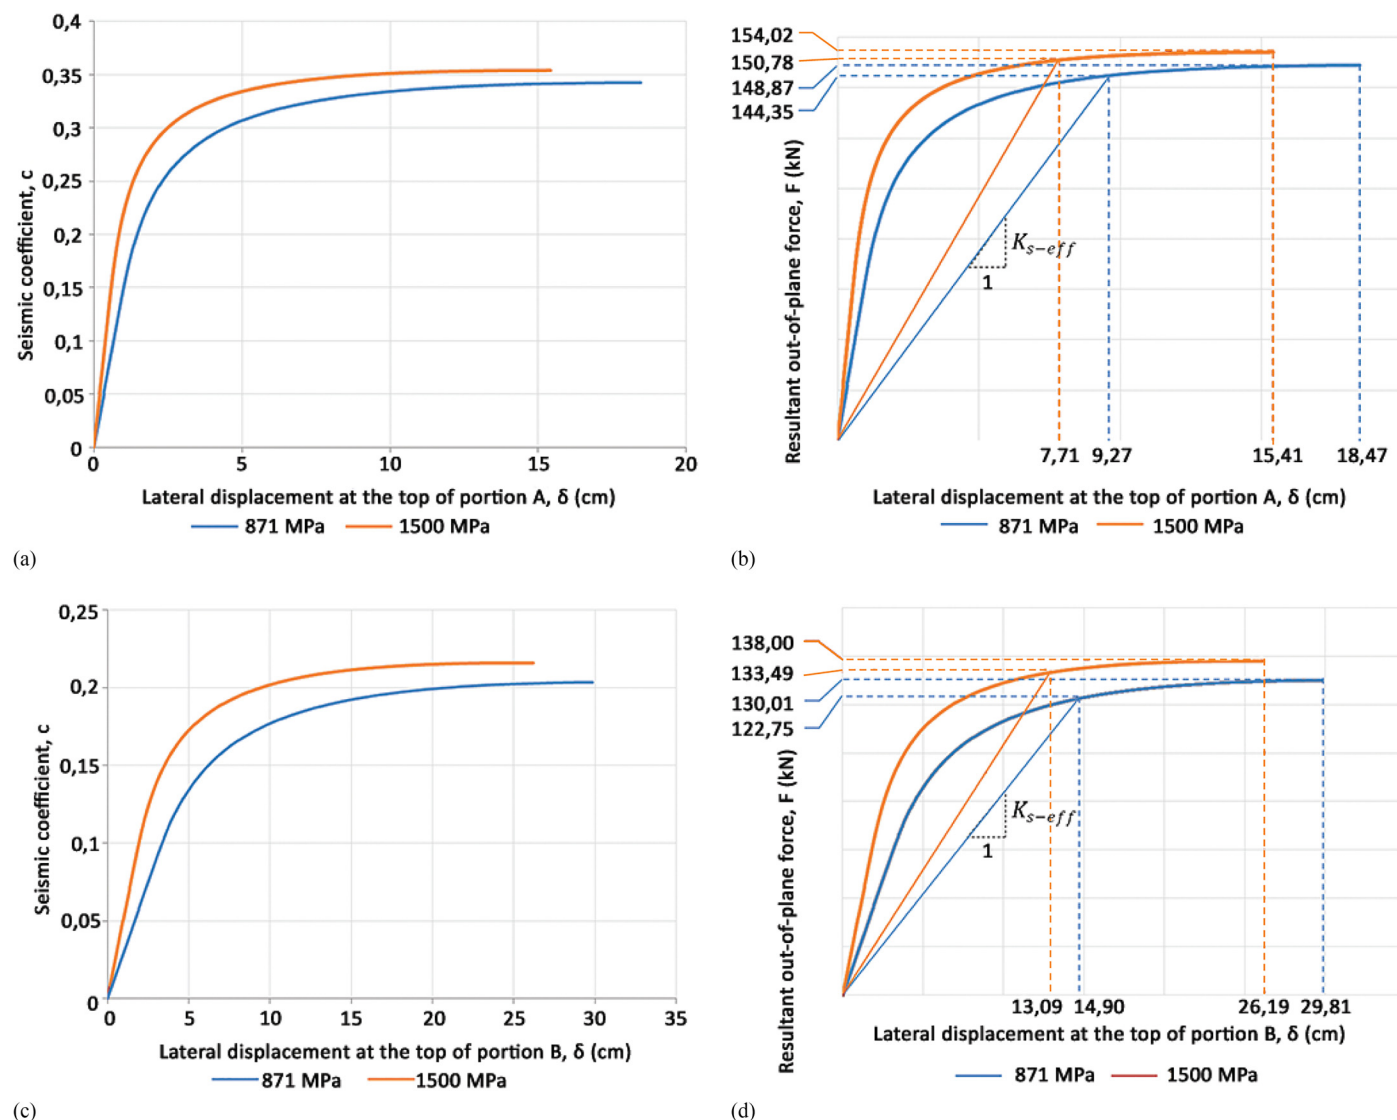 0,4
0,35
0,3
0,25
0,2
0,15
0,1
0,05
0
0 5 10 15 20
Seismic coefficient, c
Lateral displacement at the top of portion A, δ (cm)
871 MPa 1500 MPa
(a)
154,02
150,78
148,87
144,35
Resultant out-of-plane force, F (kN)
K_{s-eff}
1
7,71 9,27 15,41 18,47
Lateral displacement at the top of portion A, δ (cm)
871 MPa 1500 MPa
(b)
0,25
0,2
0,15
0,1
0,05
0
0 5 10 15 20 25 30 35
Seismic coefficient, c
Lateral displacement at the top of portion B, δ (cm)
871 MPa 1500 MPa
(c)
138,00
133,49
130,01
122,75
Resultant out-of-plane force, F (kN)
K_{s-eff}
1
13,09 14,90 26,19 29,81
Lateral displacement at the top of portion B, δ (cm)
871 MPa 1500 MPa
(d)